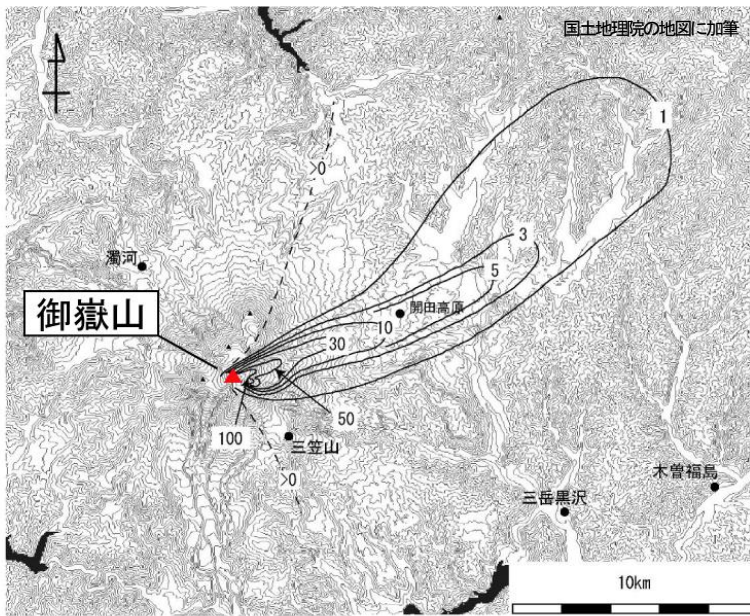 国土地理院の地図に加筆
1
>0
3
濁河
5
開田高原
御嶽山
10
30
50
100
三笠山
>0
木曽福島
三岳黒沢
10km